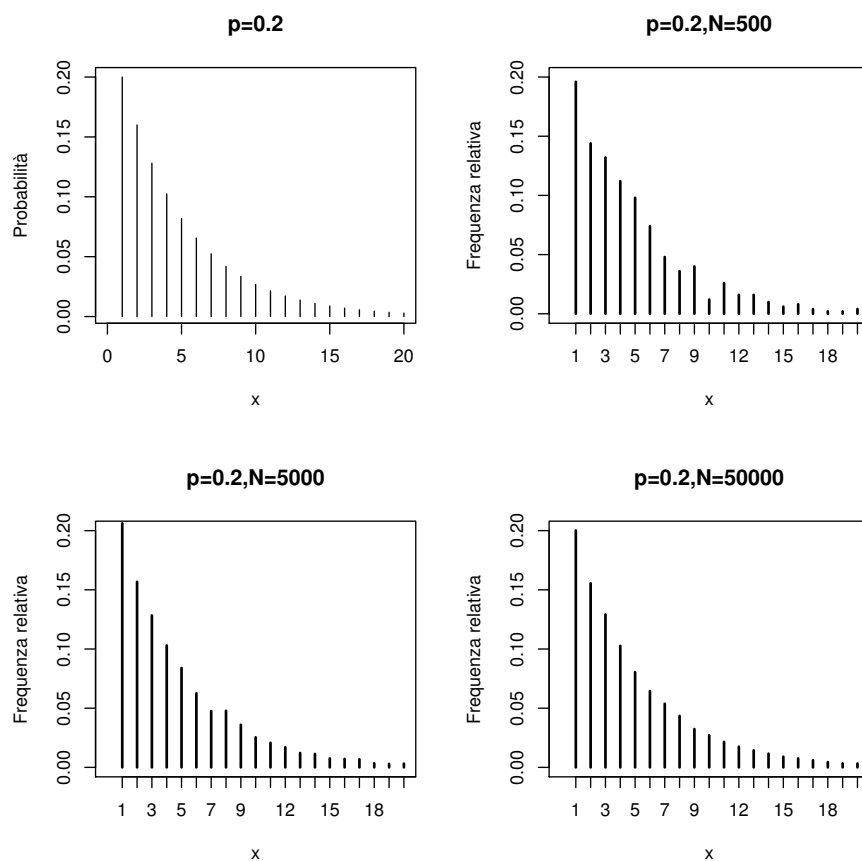 p=0.2
Probabilità
0.00 0.05 0.10 0.15 0.20
0 5 10 15 20
x
p=0.2,N=500
Frequenza relativa
0.00 0.05 0.10 0.15 0.20
1 3 5 7 9 12 15 18
x
p=0.2,N=5000
Frequenza relativa
0.00 0.05 0.10 0.15 0.20
1 3 5 7 9 12 15 18
x
p=0.2,N=50000
Frequenza relativa
0.00 0.05 0.10 0.15 0.20
1 3 5 7 9 12 15 18
x